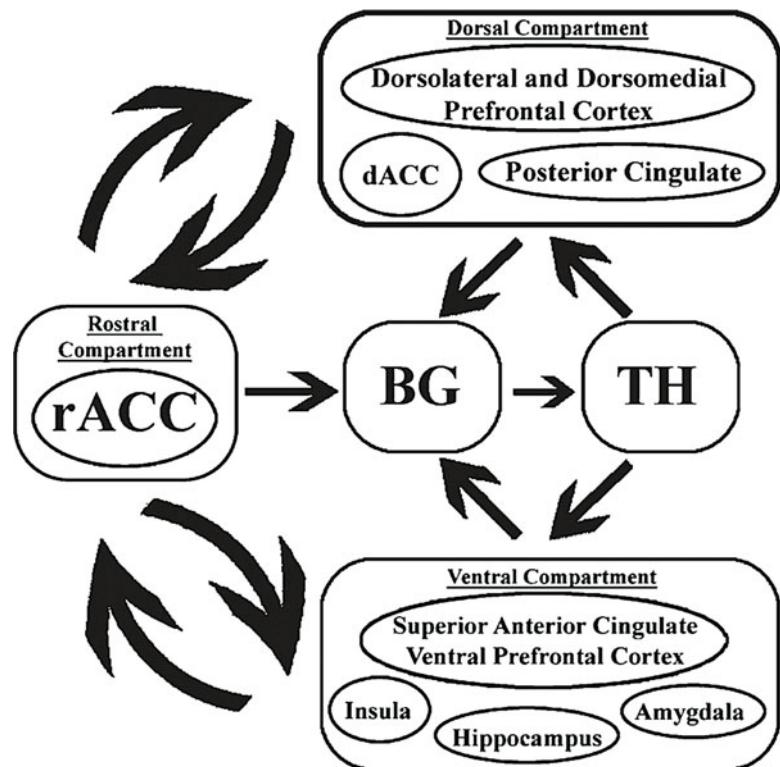 Dorsal Compartment
Dorsolateral and Dorsomedial
Prefrontal Cortex
dACC
Posterior Cingulate
Rostral
Compartment
rACC
BG
TH
Ventral Compartment
Superior Anterior Cingulate
Ventral Prefrontal Cortex
Insula
Hippocampus
Amygdala